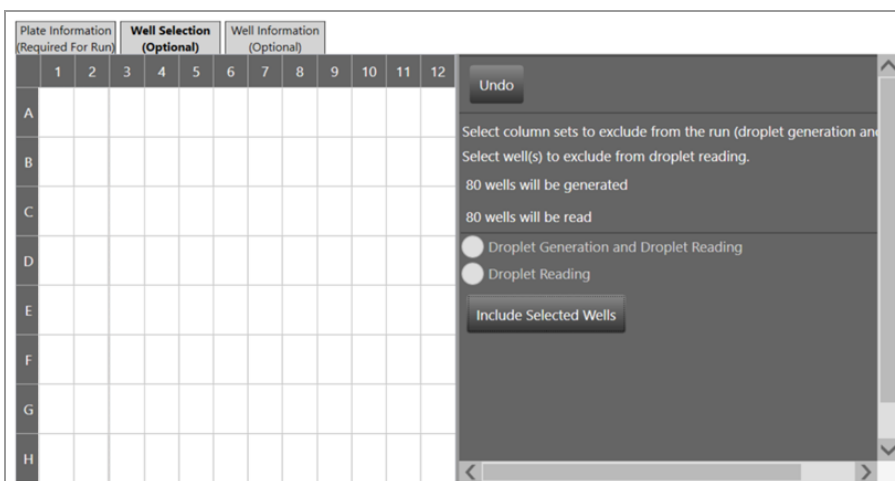 Plate Information Well Selection Well Information
(Required For Run) (Optional) (Optional)
1 2 3 4 5 6 7 8 9 10 11 12
Undo
A
Select column sets to exclude from the run (droplet generation and
B
Select well(s) to exclude from droplet reading.
80 wells will be generated
C
80 wells will be read
Droplet Generation and Droplet Reading
D
Droplet Reading
E
Include Selected Wells
F
G
H